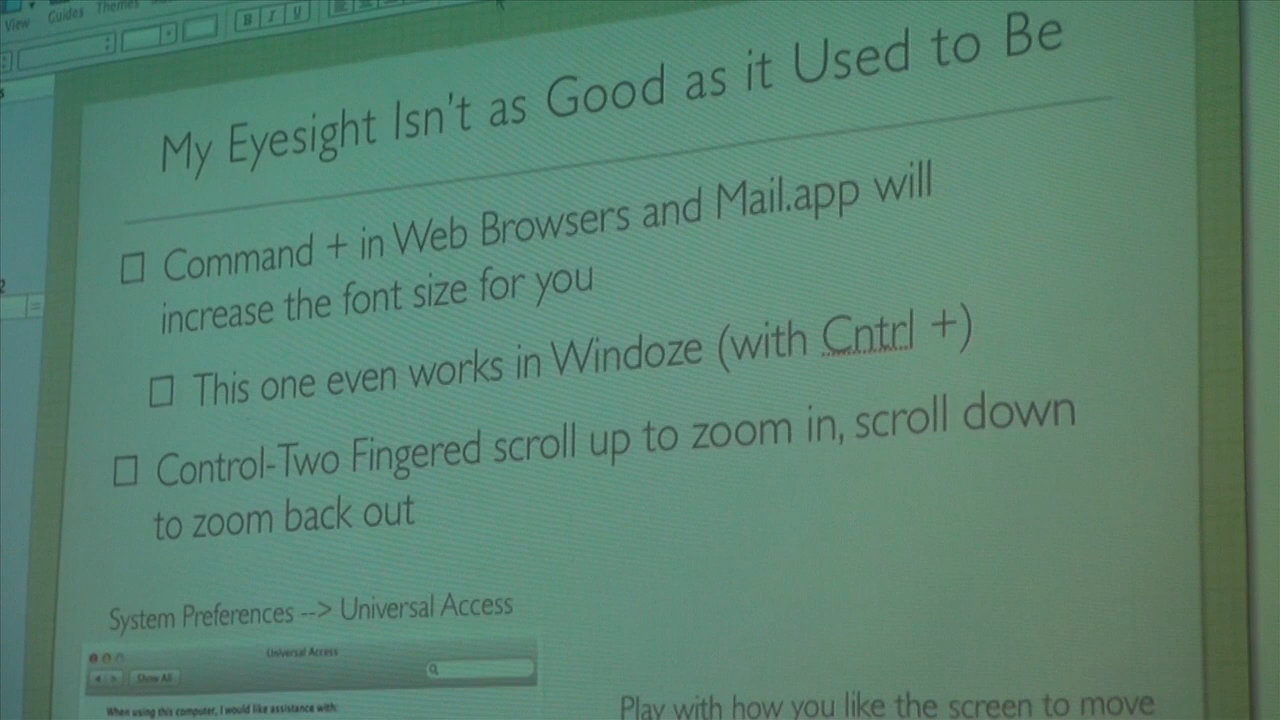 View Guides Themes
B I U
My Eyesight Isn't as Good as it Used to Be
Command + in Web Browsers and Mail.app will
increase the font size for you
This one even works in Windoze (with Cntrl +)
Control-Two Fingered scroll up to zoom in, scroll down
to zoom back out
System Preferences --> Universal Access
Universal Access
Show All
When using this computer, I would like assistance with:
Play with how you like the screen to move